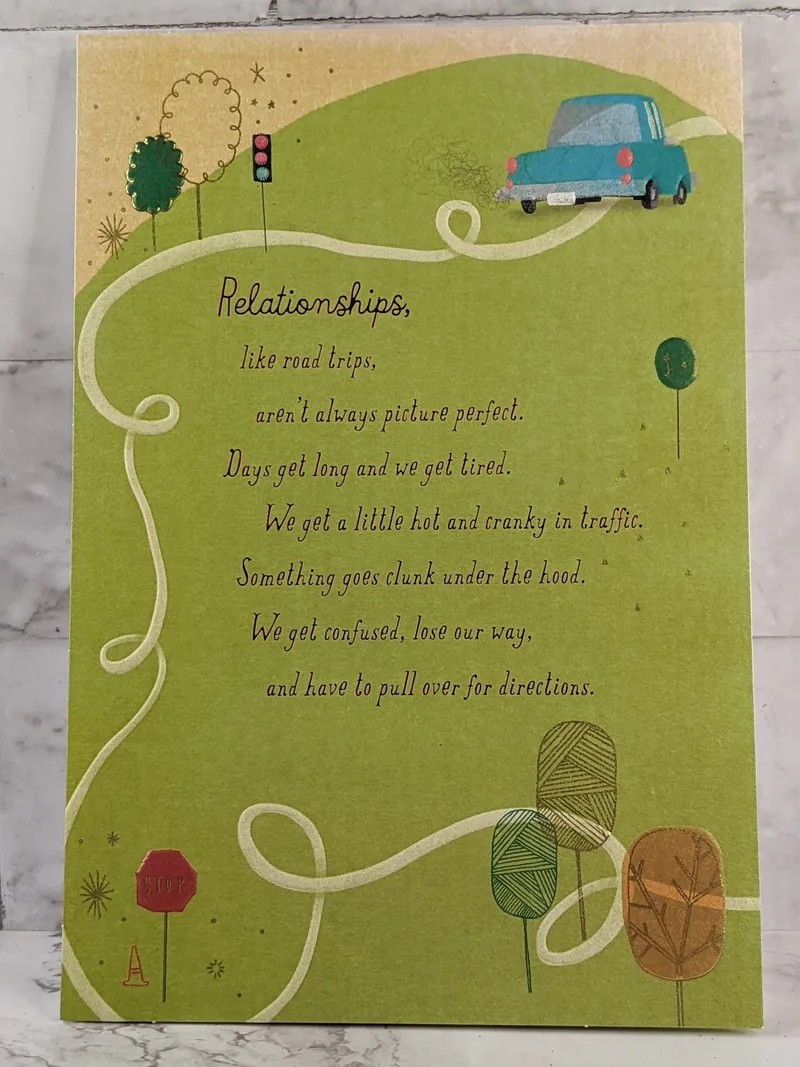 Relationships,
like road trips,
aren't always picture perfect.
Days get long and we get tired.
We get a little hot and cranky in traffic.
Something goes clunk under the hood.
We get confused, lose our way,
and have to pull over for directions.
STOP